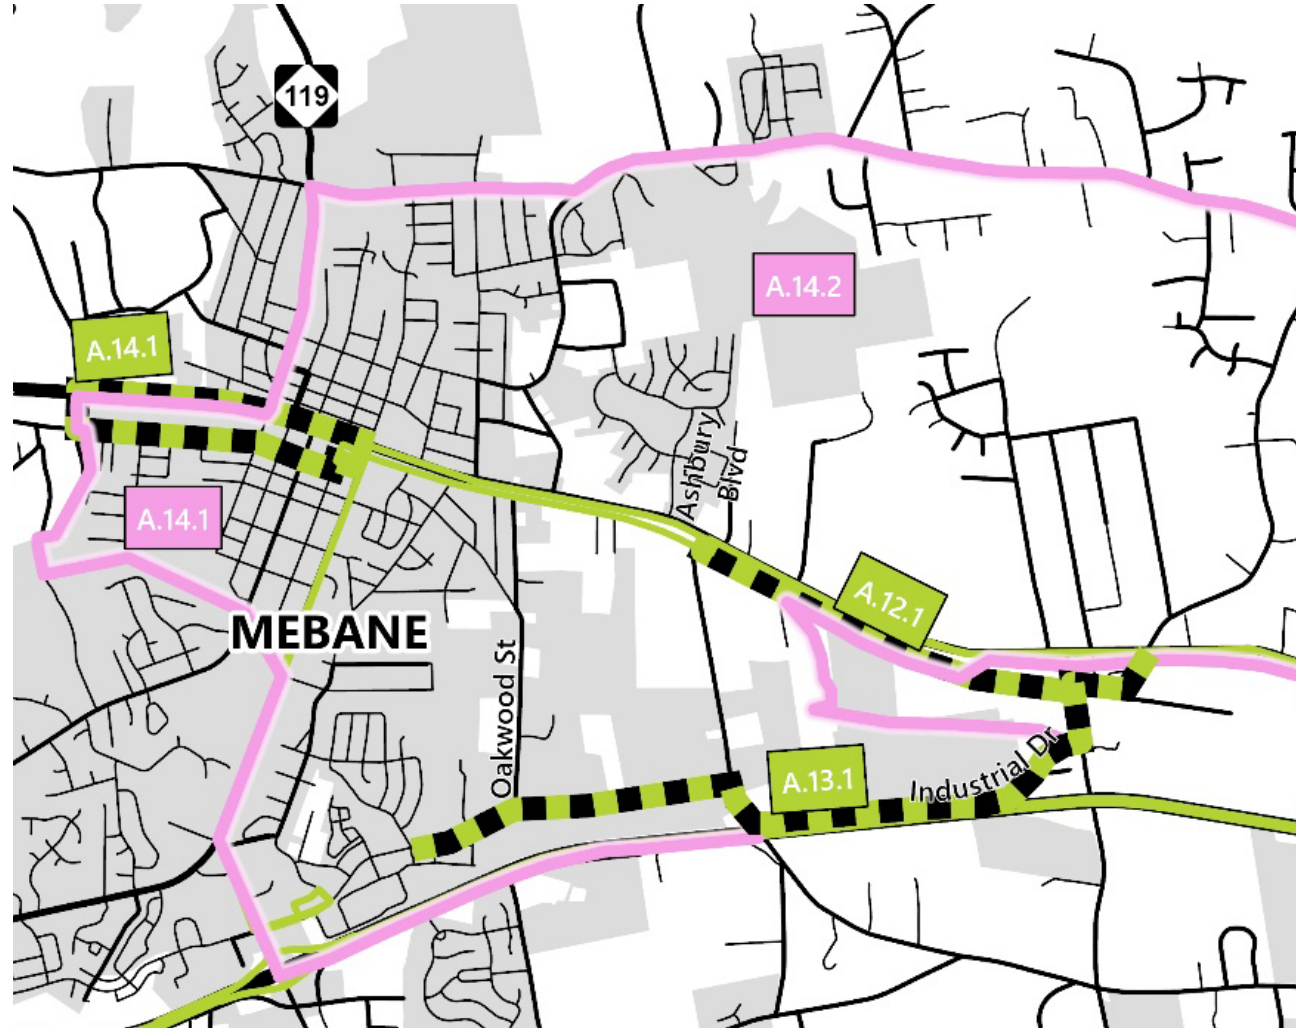 119
A.14.2
A.14.1
Ashbury
Blvd
A.14.1
A.12.1
MEBANE
Oakwood St
Industrial Dr
A.13.1